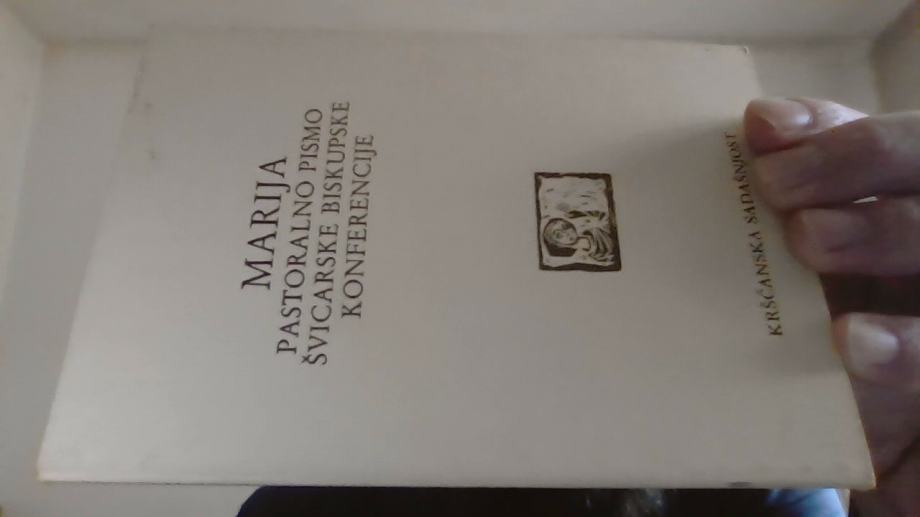 MARIJA
PASTORALNO PISMO
ŠVICARSKE BISKUPSKE
KONFERENCIJE
KRŠĆANSKA SADAŠNJOST